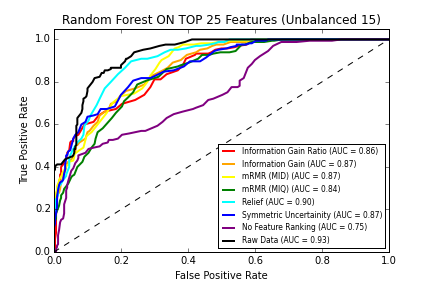 Random Forest ON TOP 25 Features (Unbalanced 15)
1.0
0.8
0.6
0.4
0.2
0.0
True Positive Rate
Information Gain Ratio (AUC = 0.86)
Information Gain (AUC = 0.87)
mRMR (MID) (AUC = 0.87)
mRMR (MIQ) (AUC = 0.84)
Relief (AUC = 0.90)
Symmetric Uncertainity (AUC = 0.87)
No Feature Ranking (AUC = 0.75)
Raw Data (AUC = 0.93)
0.0 0.2 0.4 0.6 0.8 1.0
False Positive Rate